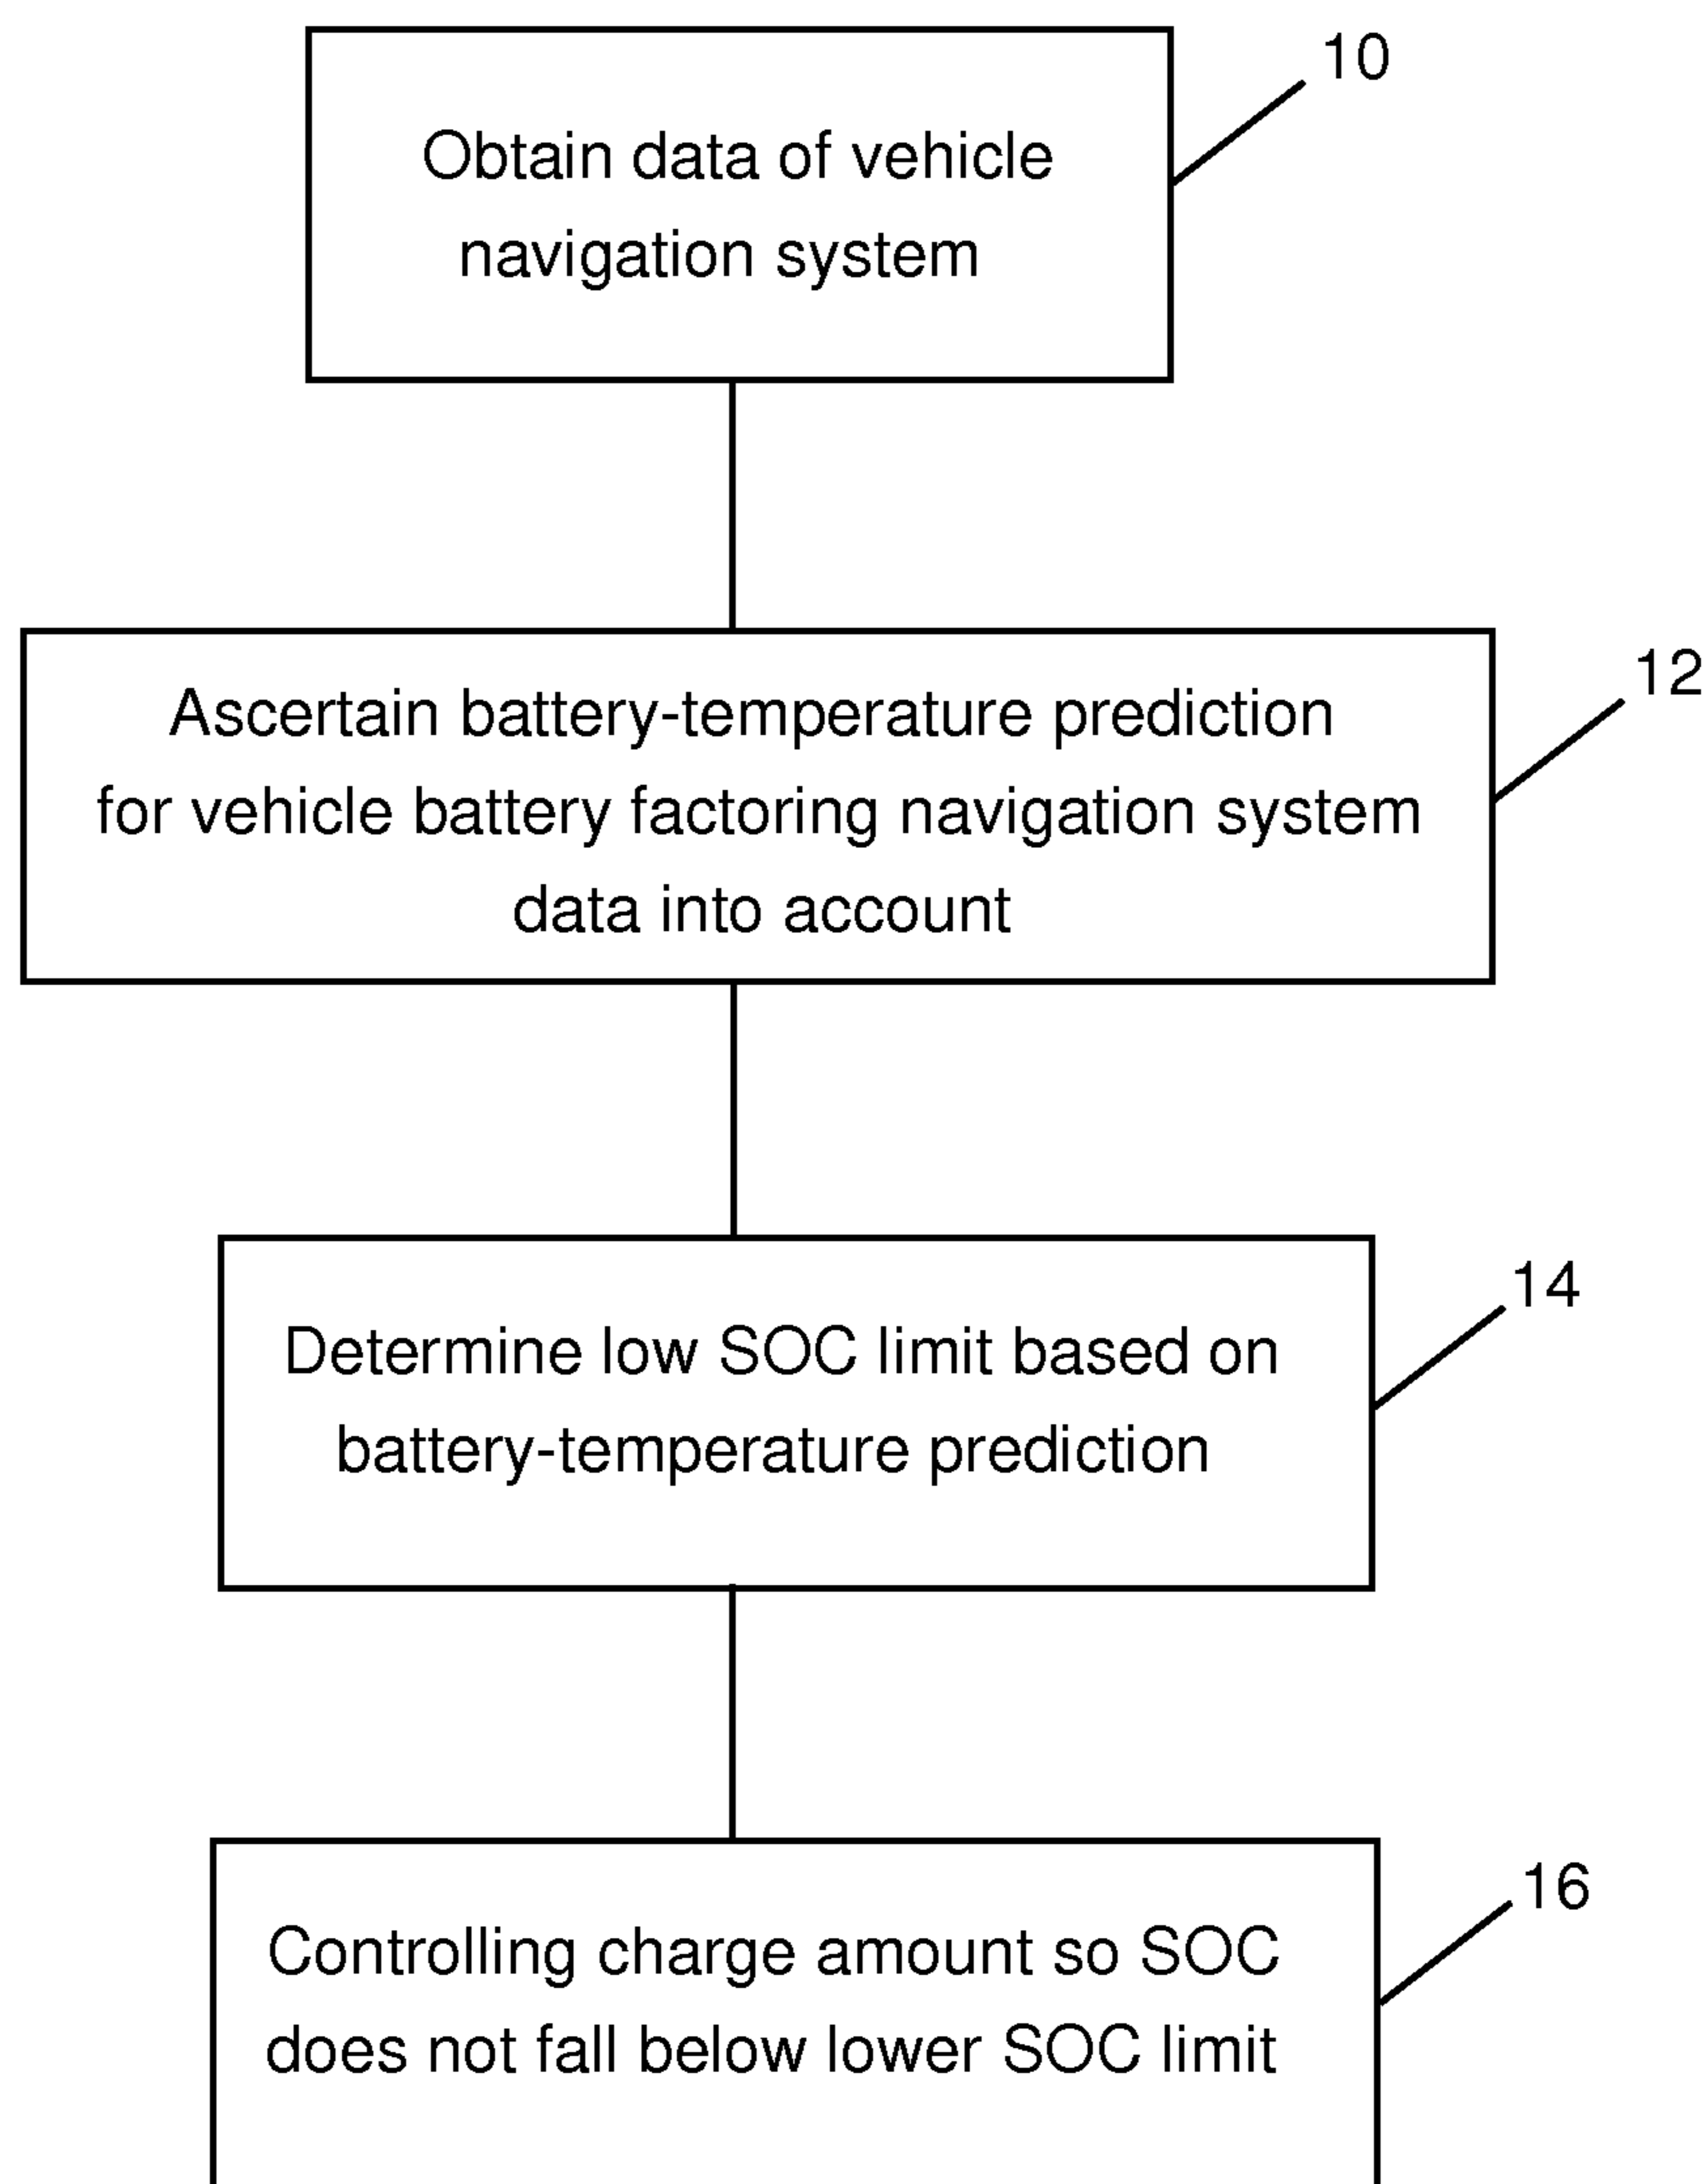 10
Obtain data of vehicle
navigation system
12
Ascertain battery-temperature prediction
for vehicle battery factoring navigation system
data into account
14
Determine low SOC limit based on
battery-temperature prediction
16
Controlling charge amount so SOC
does not fall below lower SOC limit